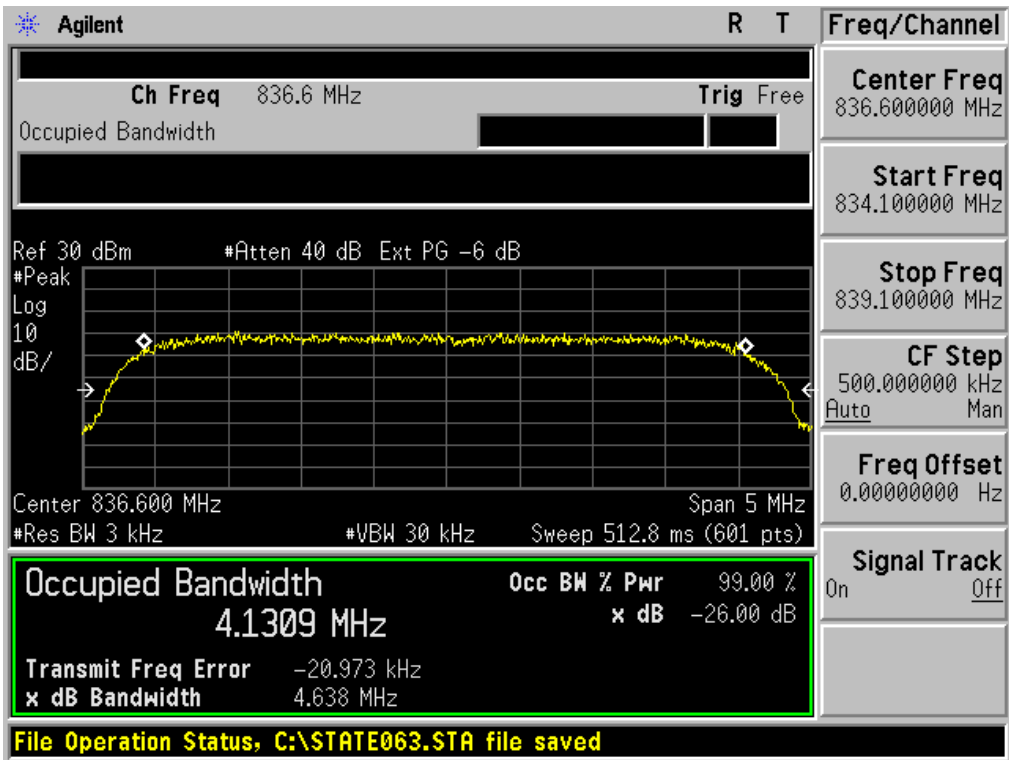 Agilent R T Freq/Channel
Ch Freq 836.6 MHz Trig Free
Occupied Bandwidth
Center Freq
836.600000 MHz
Start Freq
834.100000 MHz
Stop Freq
839.100000 MHz
CF Step
500.000000 kHz
Auto Man
Freq Offset
0.00000000 Hz
Signal Track
On Off
Ref 30 dBm #Atten 40 dB Ext PG −6 dB
#Peak
Log
10
dB/
Center 836.600 MHz Span 5 MHz
#Res BW 3 kHz #VBW 30 kHz Sweep 512.8 ms (601 pts)
Occupied Bandwidth Occ BW % Pwr 99.00 %
4.1309 MHz x dB −26.00 dB
Transmit Freq Error −20.973 kHz
x dB Bandwidth 4.638 MHz
File Operation Status, C:\STATE063.STA file saved